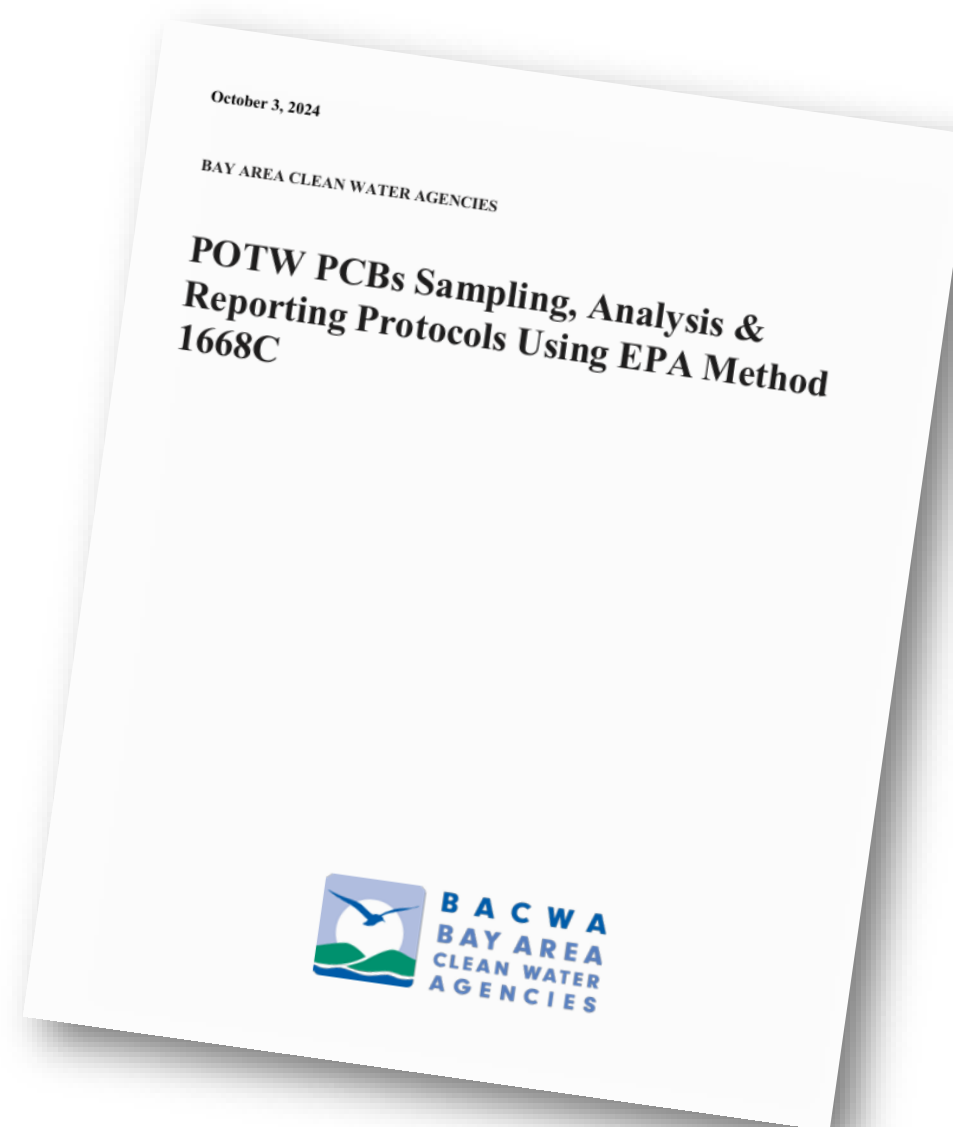 October 3, 2024
BAY AREA CLEAN WATER AGENCIES
POTW PCBs Sampling, Analysis &
Reporting Protocols Using EPA Method
1668C
BACWA
BAY AREA
CLEAN WATER
AGENCIES